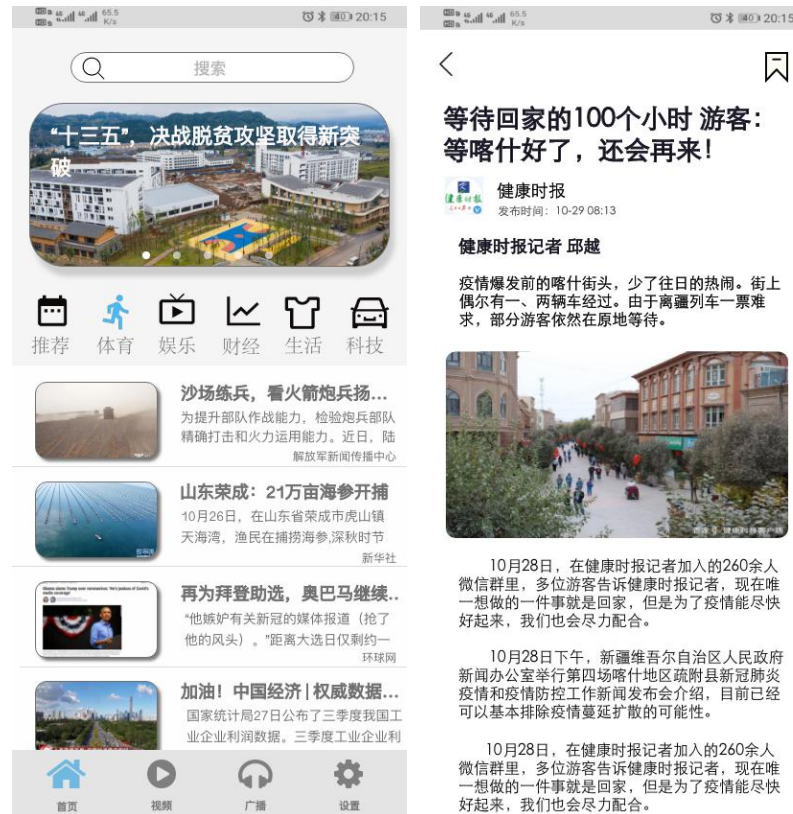 65.5
K/s
40
20:15
搜索
“十三五”，决战脱贫攻坚取得新突
破
推荐
体育
娱乐
财经
生活
科技
沙场练兵，看火箭炮兵扬...
为提升部队作战能力，检验炮兵部队
精确打击和火力运用能力。近日，陆
解放军新闻传播中心
山东荣成：21万亩海参开捕
10月26日，在山东省荣成市虎山镇
天海湾，渔民在捕捞海参,深秋时节
新华社
再为拜登助选，奥巴马继续..
“他嫉妒有关新冠的媒体报道（抢了
他的风头）。”距离大选日仅剩约一
环球网
加油！中国经济|权威数据...
国家统计局27日公布了三季度我国工
业企业利润数据。三季度工业企业利
首页
视频
广播
设置
65.5
K/s
40
20:15
等待回家的100个小时 游客：
等喀什好了，还会再来！
健康时报
健康时报
发布时间：10-29 08:13
健康时报记者 邱越
疫情爆发前的喀什街头，少了往日的热闹。街上
偶尔有一、两辆车经过。由于离疆列车一票难
求，部分游客依然在原地等待。
10月28日，在健康时报记者加入的260余人
微信群里，多位游客告诉健康时报记者，现在唯
一想做的一件事就是回家，但是为了疫情能尽快
好起来，我们也会尽力配合。
10月28日下午，新疆维吾尔自治区人民政府
新闻办公室举行第四场喀什地区疏附县新冠肺炎
疫情和疫情防控工作新闻发布会介绍，目前已经
可以基本排除疫情蔓延扩散的可能性。
10月28日，在健康时报记者加入的260余人
微信群里，多位游客告诉健康时报记者，现在唯
一想做的一件事就是回家，但是为了疫情能尽快
好起来，我们也会尽力配合。